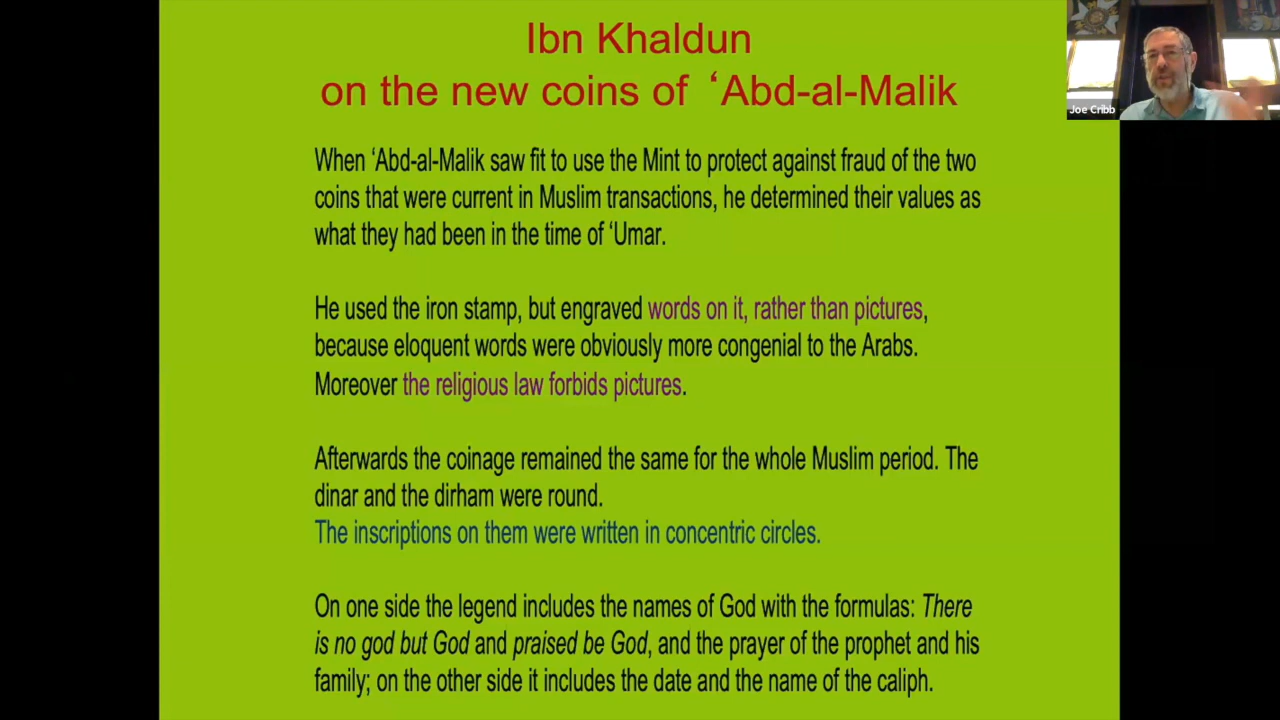 Ibn Khaldun
on the new coins of ‘Abd-al-Malik
Joe Cribb
When ‘Abd-al-Malik saw fit to use the Mint to protect against fraud of the two
coins that were current in Muslim transactions, he determined their values as
what they had been in the time of ‘Umar.
He used the iron stamp, but engraved words on it, rather than pictures,
because eloquent words were obviously more congenial to the Arabs.
Moreover the religious law forbids pictures.
Afterwards the coinage remained the same for the whole Muslim period. The
dinar and the dirham were round.
The inscriptions on them were written in concentric circles.
On one side the legend includes the names of God with the formulas: There
is no god but God and praised be God, and the prayer of the prophet and his
family; on the other side it includes the date and the name of the caliph.